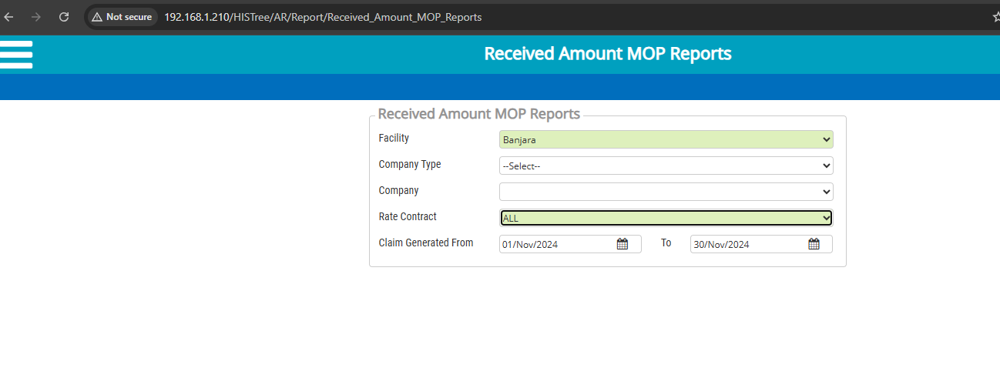 Not secure 192.168.1.210/HISTree/AR/Report/Received_Amount_MOP_Reports
Received Amount MOP Reports
Received Amount MOP Reports
Facility Banjara
Company Type --Select--
Company
Rate Contract ALL
Claim Generated From 01/Nov/2024 To 30/Nov/2024